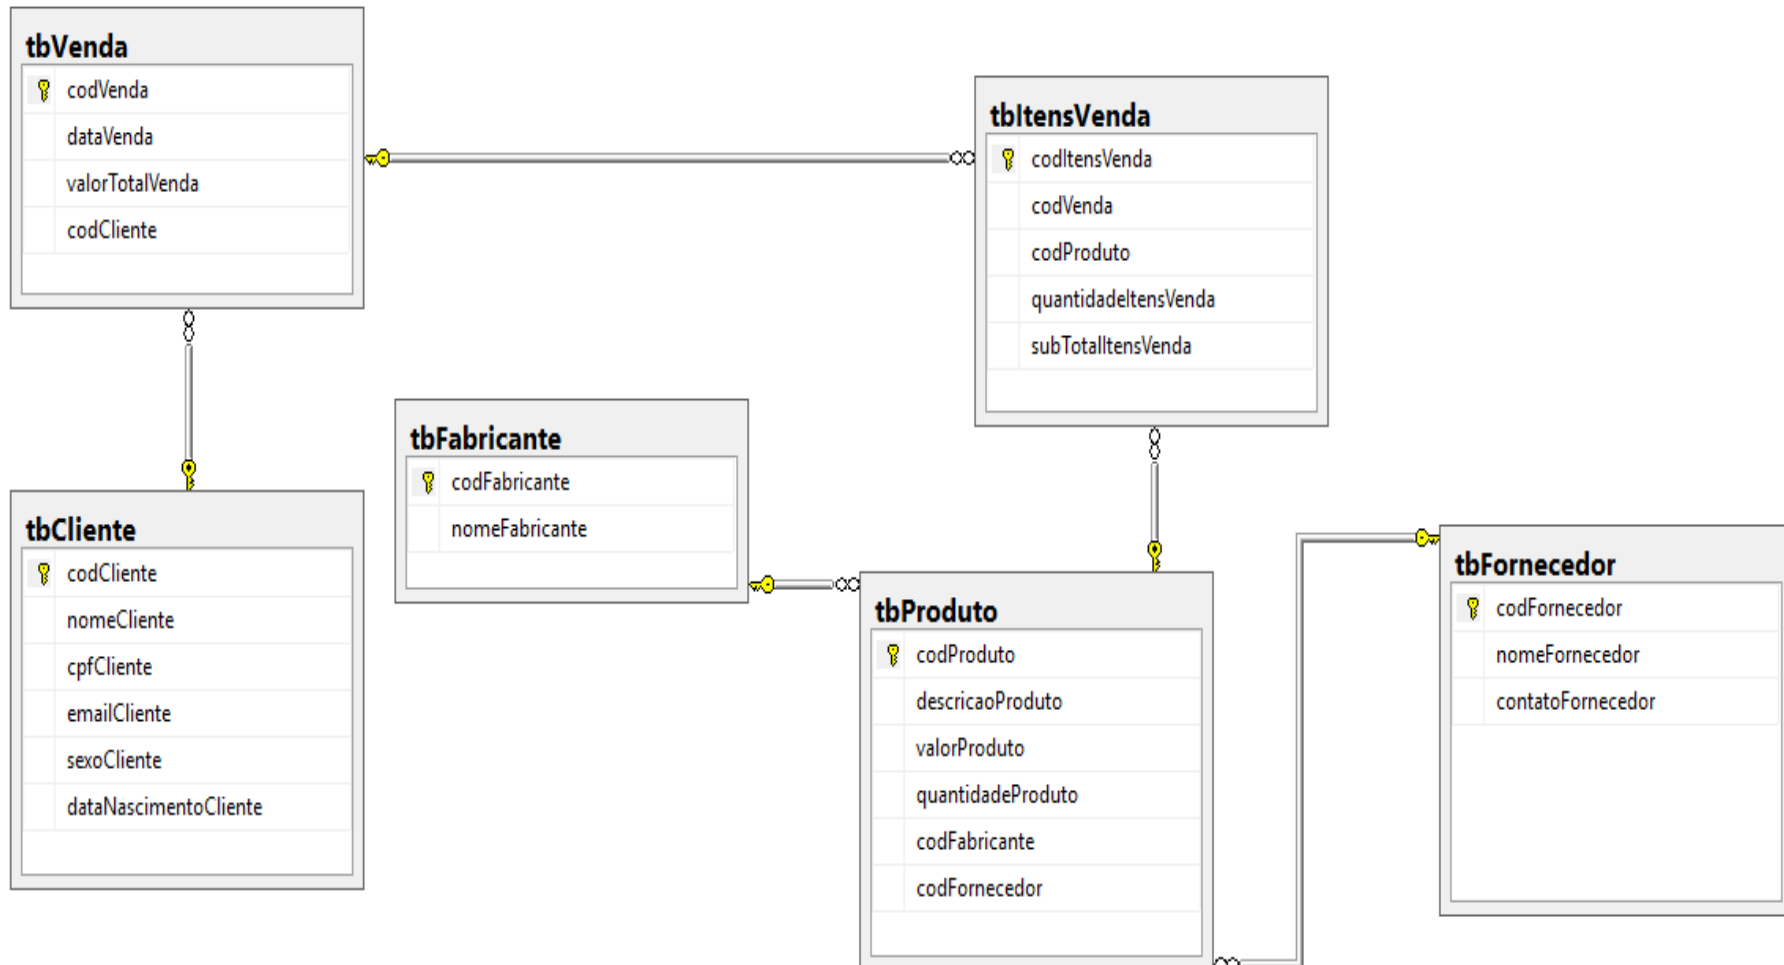 tbVenda
codVenda
dataVenda
valorTotalVenda
codCliente
tbItensVenda
codItensVenda
codVenda
codProduto
quantidadeItensVenda
subTotalItensVenda
tbFabricante
codFabricante
nomeFabricante
tbCliente
codCliente
nomeCliente
cpfCliente
emailCliente
sexoCliente
dataNascimentoCliente
tbProduto
codProduto
descricaoProduto
valorProduto
quantidadeProduto
codFabricante
codFornecedor
tbFornecedor
codFornecedor
nomeFornecedor
contatoFornecedor